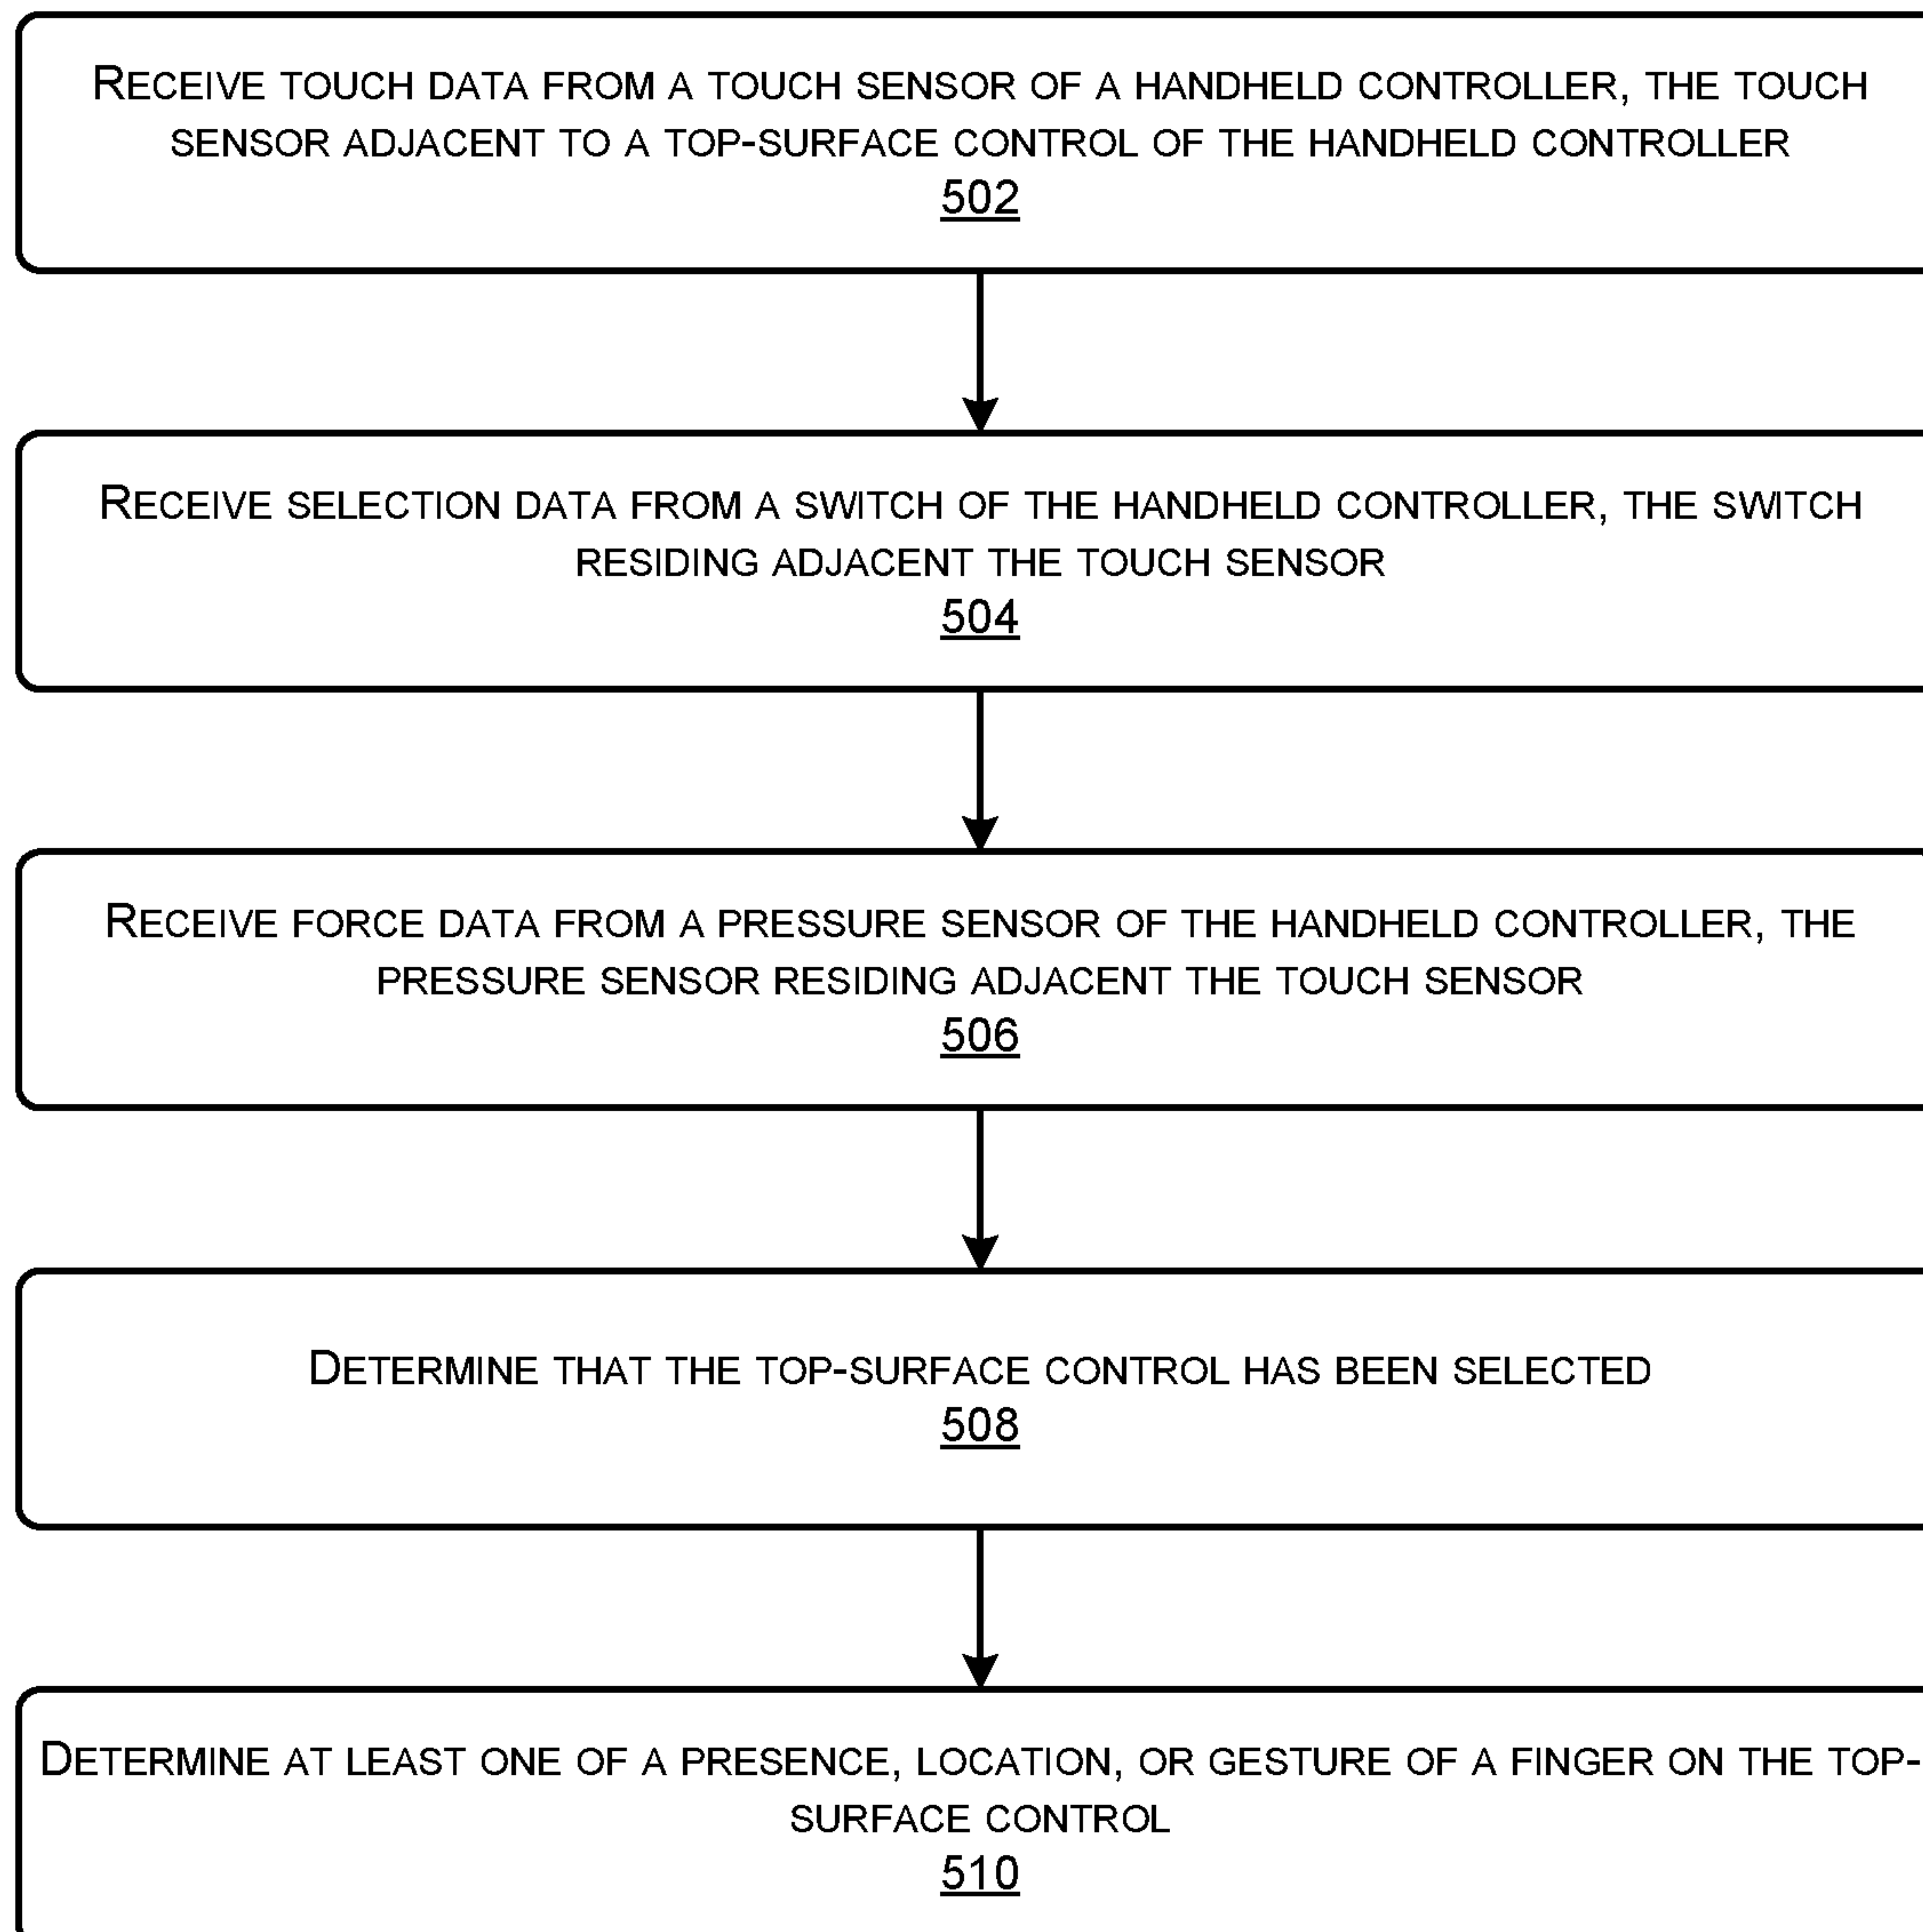 RECEIVE TOUCH DATA FROM A TOUCH SENSOR OF A HANDHELD CONTROLLER, THE TOUCH
SENSOR ADJACENT TO A TOP-SURFACE CONTROL OF THE HANDHELD CONTROLLER
502
RECEIVE SELECTION DATA FROM A SWITCH OF THE HANDHELD CONTROLLER, THE SWITCH
RESIDING ADJACENT THE TOUCH SENSOR
504
RECEIVE FORCE DATA FROM A PRESSURE SENSOR OF THE HANDHELD CONTROLLER, THE
PRESSURE SENSOR RESIDING ADJACENT THE TOUCH SENSOR
506
DETERMINE THAT THE TOP-SURFACE CONTROL HAS BEEN SELECTED
508
DETERMINE AT LEAST ONE OF A PRESENCE, LOCATION, OR GESTURE OF A FINGER ON THE TOP-
SURFACE CONTROL
510